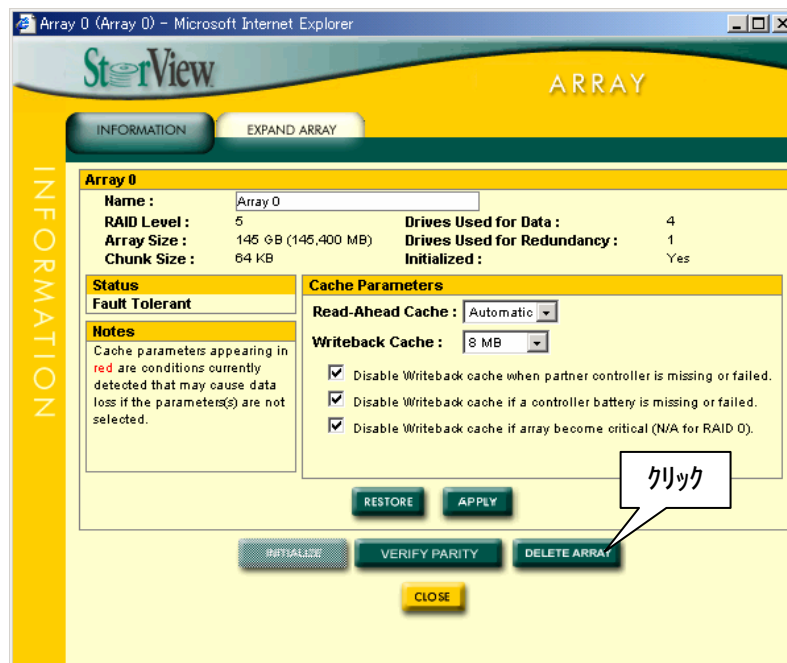 Array 0 (Array 0) - Microsoft Internet Explorer
StorView
ARRAY
INFORMATION
EXPAND ARRAY
INFORMATION
Array 0
Name : Array 0
RAID Level : 5 Drives Used for Data : 4
Array Size : 145 GB (145,400 MB) Drives Used for Redundancy : 1
Chunk Size : 64 KB Initialized : Yes
Status
Fault Tolerant
Notes
Cache parameters appearing in
red are conditions currently
detected that may cause data
loss if the parameters(s) are not
selected.
Cache Parameters
Read-Ahead Cache : Automatic
Writeback Cache : 8 MB
Disable Writeback cache when partner controller is missing or failed.
Disable Writeback cache if a controller battery is missing or failed.
Disable Writeback cache if array become critical (N/A for RAID 0).
ｸﾘｯｸ
RESTORE
APPLY
INITIALIZE
VERIFY PARITY
DELETE ARRAY
CLOSE